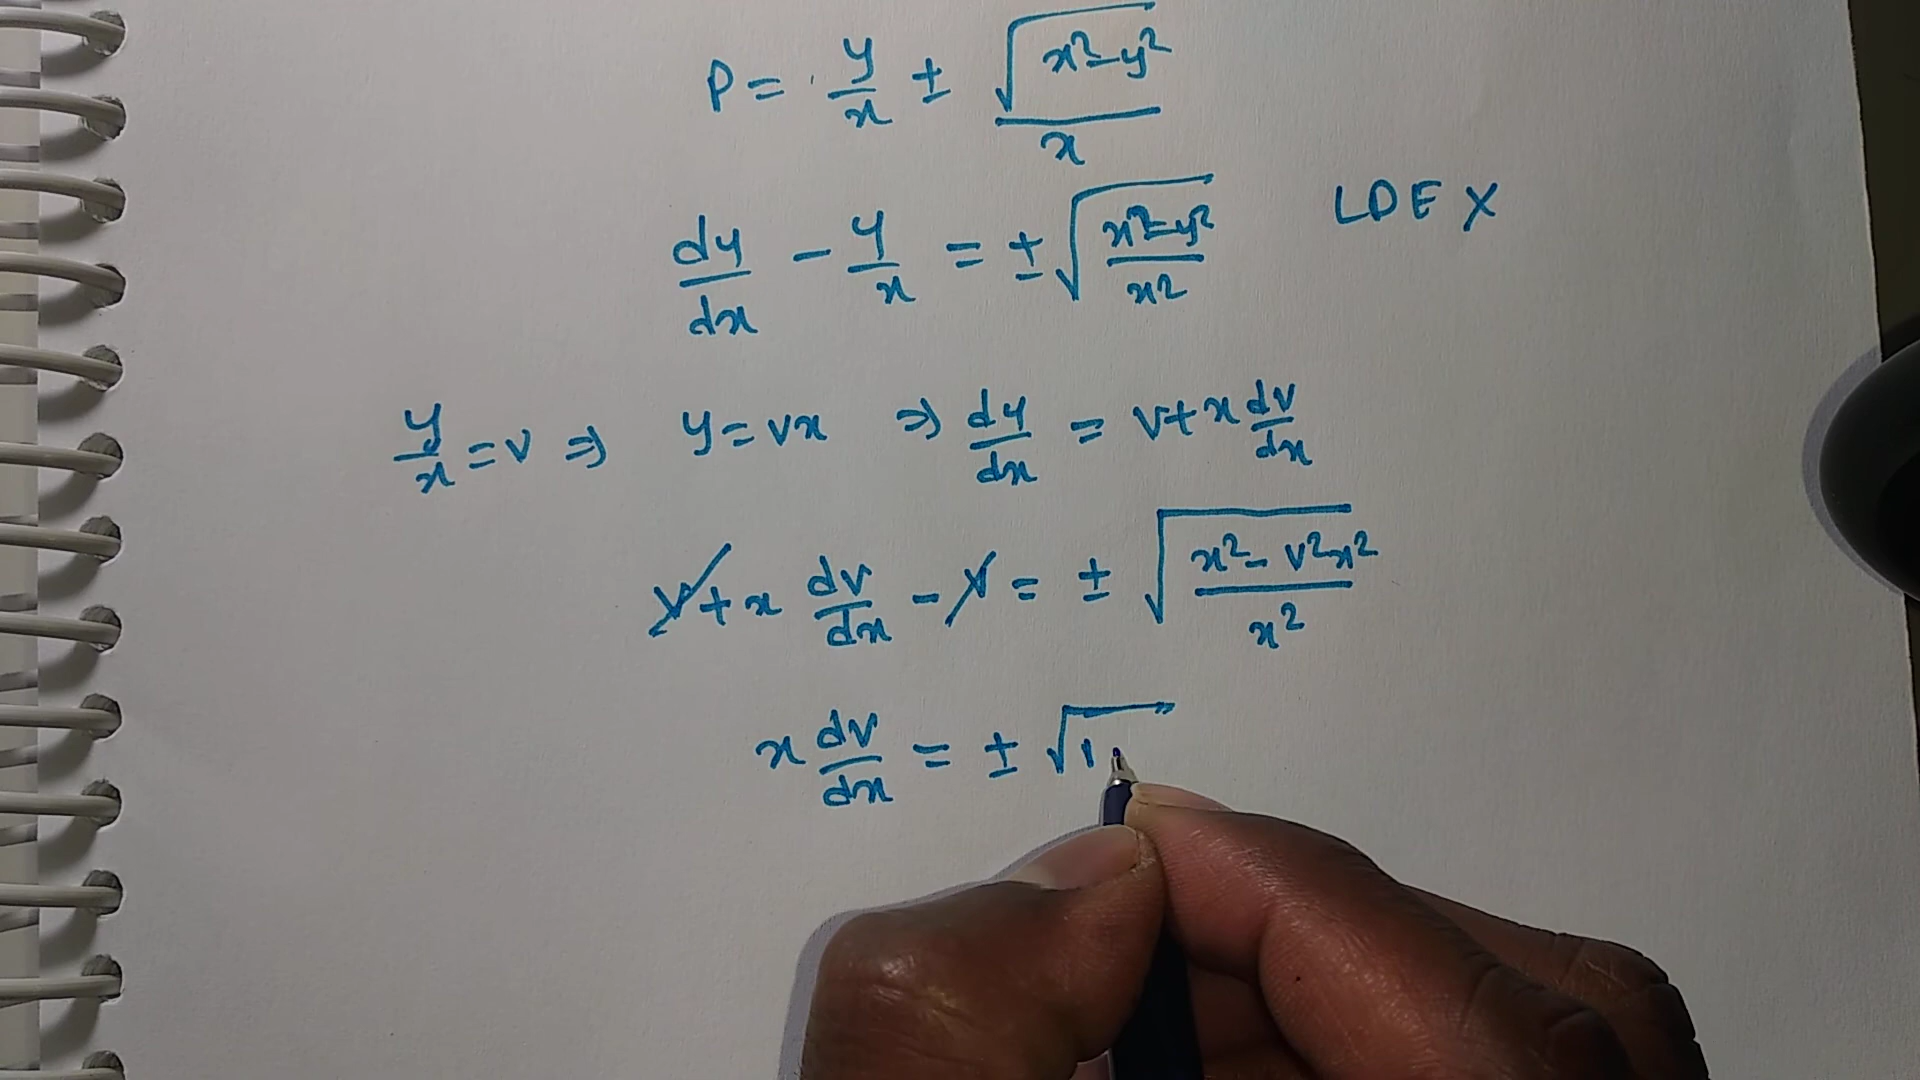 P = y/x ± √(x²-y²)/x
dy/dx - y/x = ± √((x²-y²)/x²) LDE X
y/x = v ⇒ y = vx ⇒ dy/dx = v + x dv/dx
v + x dv/dx - v = ± √((x² - v²x²)/x²)
x dv/dx = ± √1